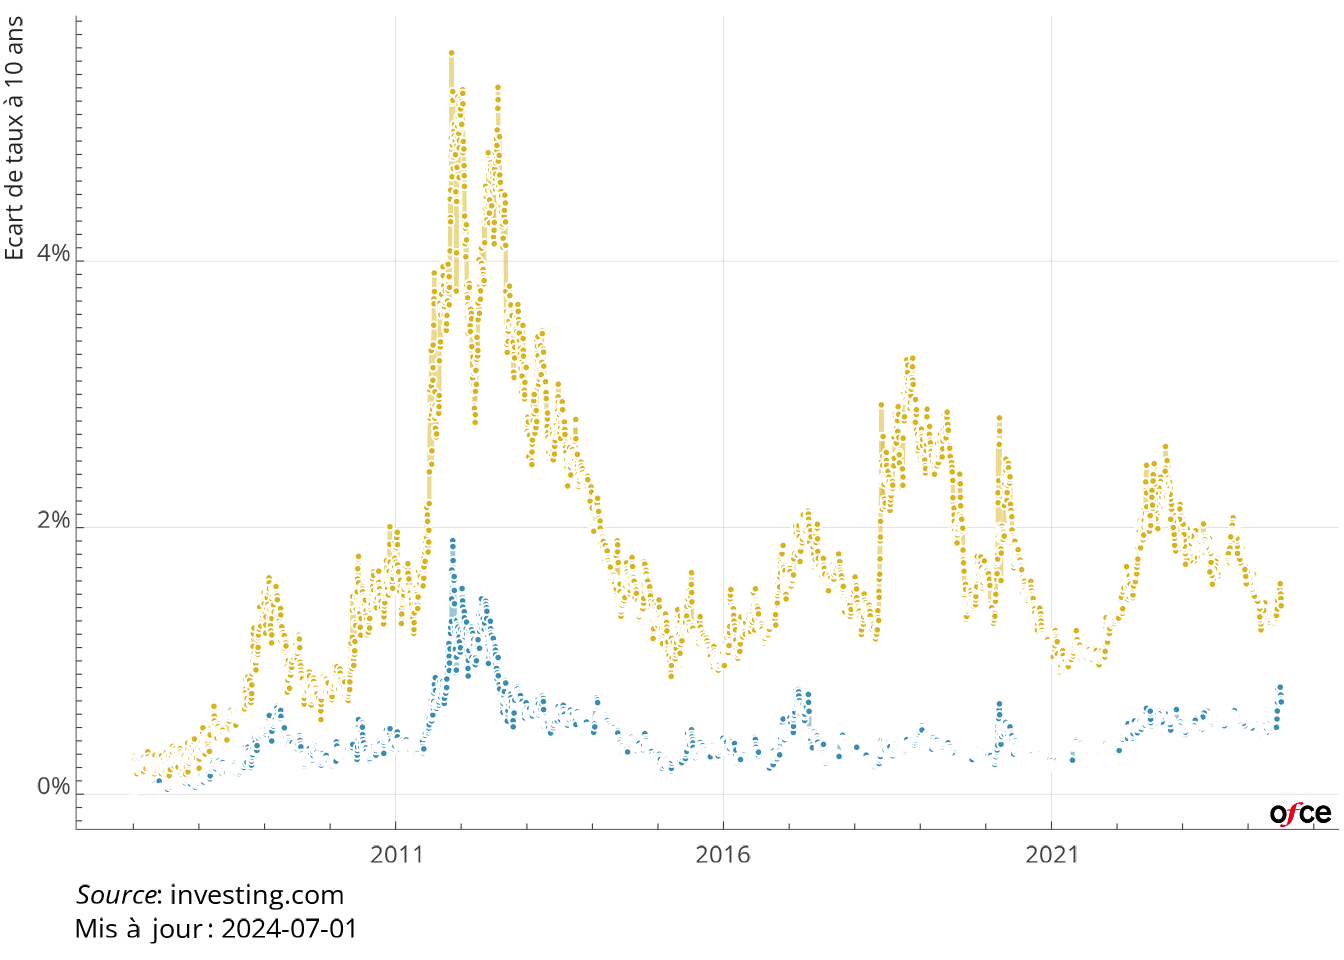 Ecart de taux à 10 ans
4%
2%
0%
2011
2016
2021
ofce
Source: investing.com
Mis à jour : 2024-07-01